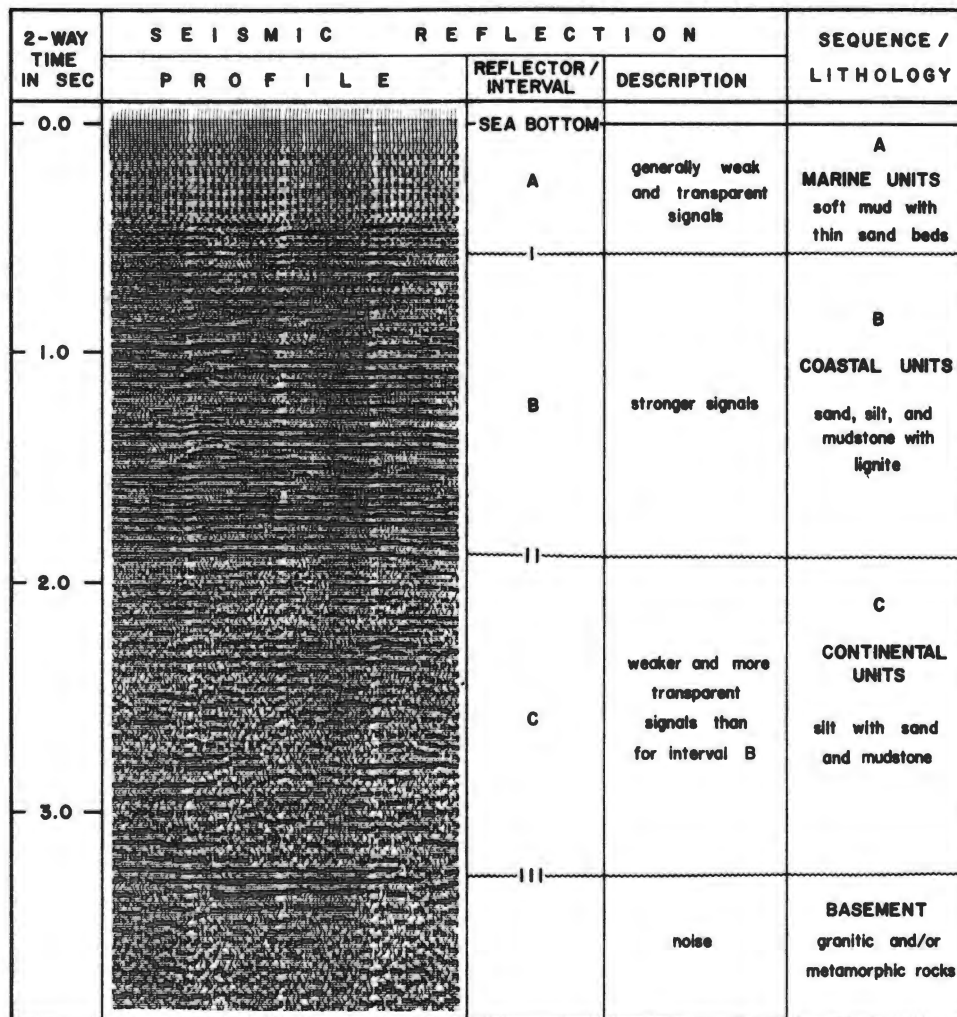 2-WAY
TIME
IN SEC
SEISMIC REFLECTION
PROFILE
REFLECTOR/
INTERVAL
DESCRIPTION
SEQUENCE/
LITHOLOGY
0.0
1.0
2.0
3.0
SEA BOTTOM
A
I
B
II
C
III
generally weak
and transparent
signals
stronger signals
weaker and more
transparent
signals than
for interval B
noise
A
MARINE UNITS
soft mud with
thin sand beds
B
COASTAL UNITS
sand, silt, and
mudstone with
lignite
C
CONTINENTAL
UNITS
silt with sand
and mudstone
BASEMENT
granitic and/or
metamorphic rocks